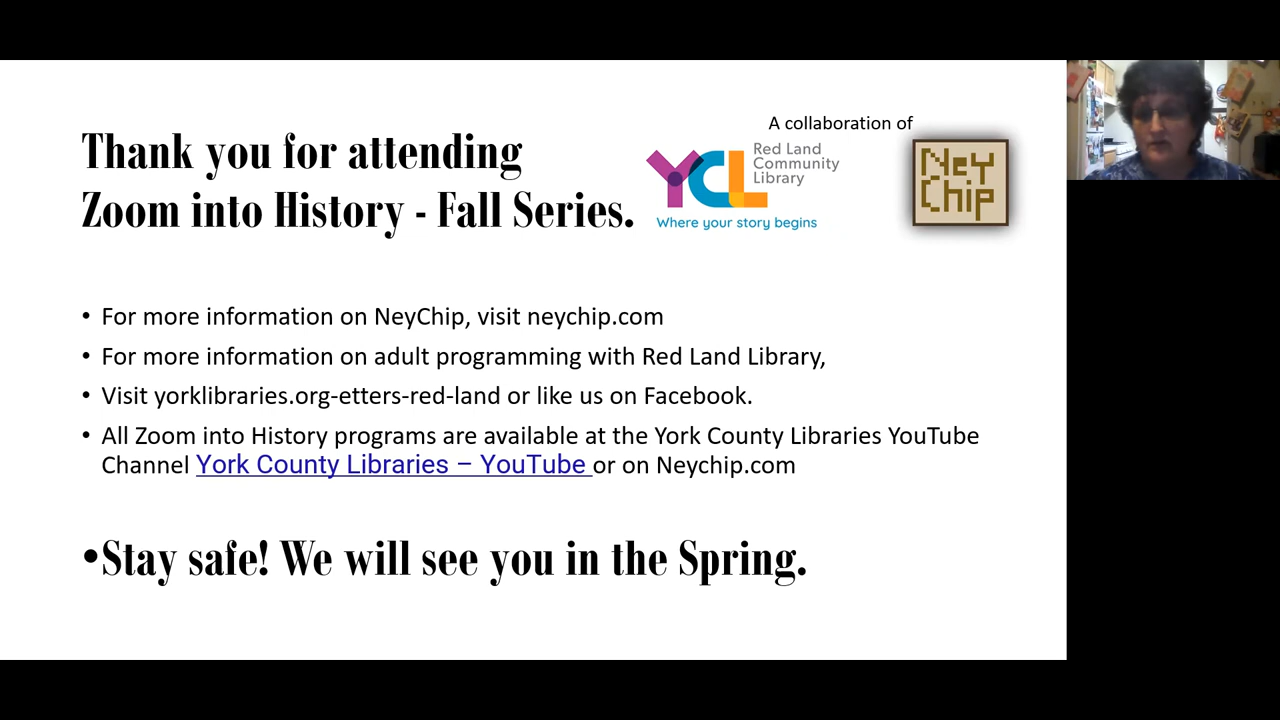 Thank you for attending
Zoom into History - Fall Series.
A collaboration of
YCL
Red Land
Community
Library
Where your story begins
Ney
Chip
• For more information on NeyChip, visit neychip.com
• For more information on adult programming with Red Land Library,
• Visit yorklibraries.org-etters-red-land or like us on Facebook.
• All Zoom into History programs are available at the York County Libraries YouTube
Channel York County Libraries – YouTube or on Neychip.com
•Stay safe! We will see you in the Spring.